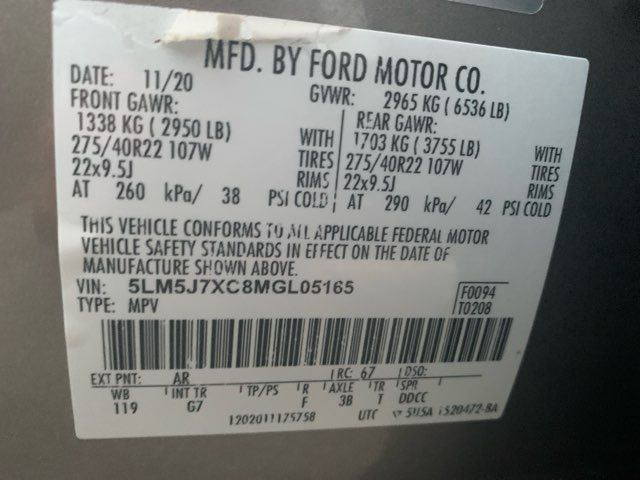 MFD. BY FORD MOTOR CO.
DATE: 11/20 GVWR: 2965 KG ( 6536 LB)
FRONT GAWR: REAR GAWR:
1338 KG ( 2950 LB) WITH 1703 KG ( 3755 LB) WITH
275/40R22 107W TIRES 275/40R22 107W TIRES
22x9.5J RIMS 22x9.5J RIMS
AT 260 kPa/ 38 PSI COLD AT 290 kPa/ 42 PSI COLD
THIS VEHICLE CONFORMS TO ALL APPLICABLE FEDERAL MOTOR
VEHICLE SAFETY STANDARDS IN EFFECT ON THE DATE OF
MANUFACTURE SHOWN ABOVE.
VIN: 5LM5J7XC8MGL05165 F0094
TYPE: MPV T0208
EXT PNT: AR RC: 67 DSO:
WB INT TR TP/PS R AXLE TR SPR
119 G7 F 3B T DDCC
1202011175758 UTC